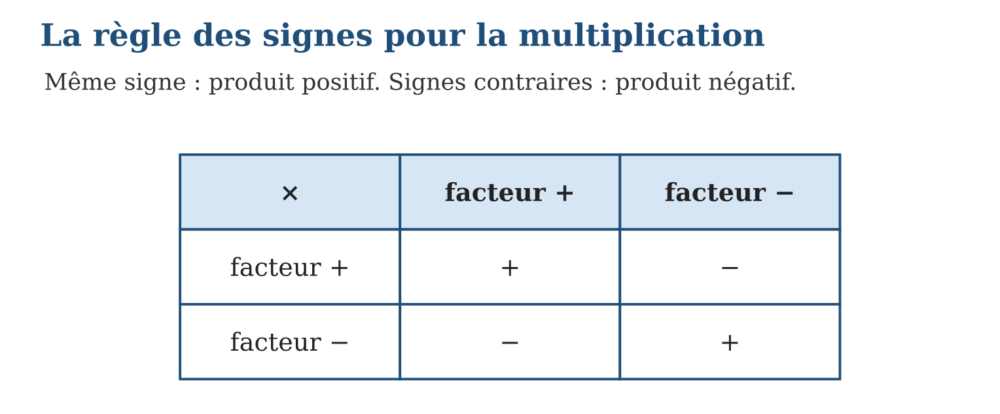 La règle des signes pour la multiplication
Même signe : produit positif. Signes contraires : produit négatif.
× facteur + facteur −
facteur + + −
facteur − − +